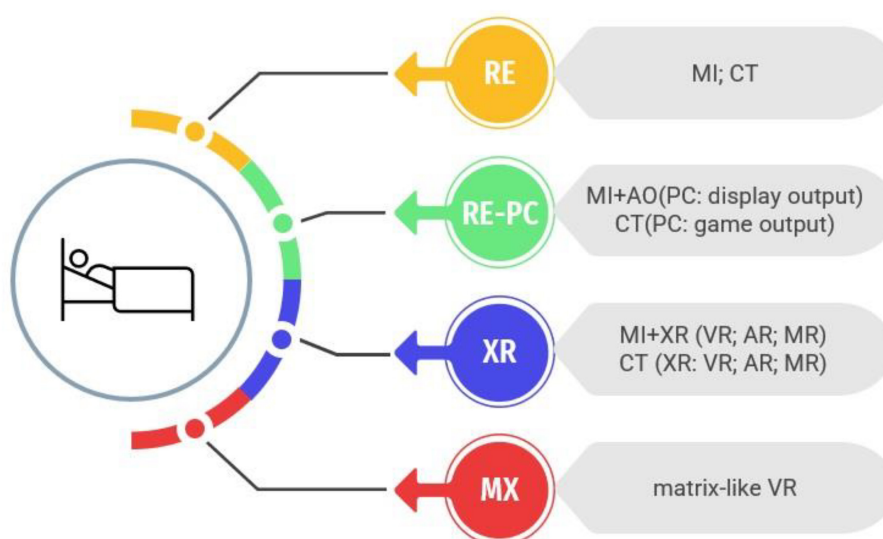 RE
MI; CT
RE-PC
MI+AO(PC: display output)
CT(PC: game output)
XR
MI+XR (VR; AR; MR)
CT (XR: VR; AR; MR)
MX
matrix-like VR